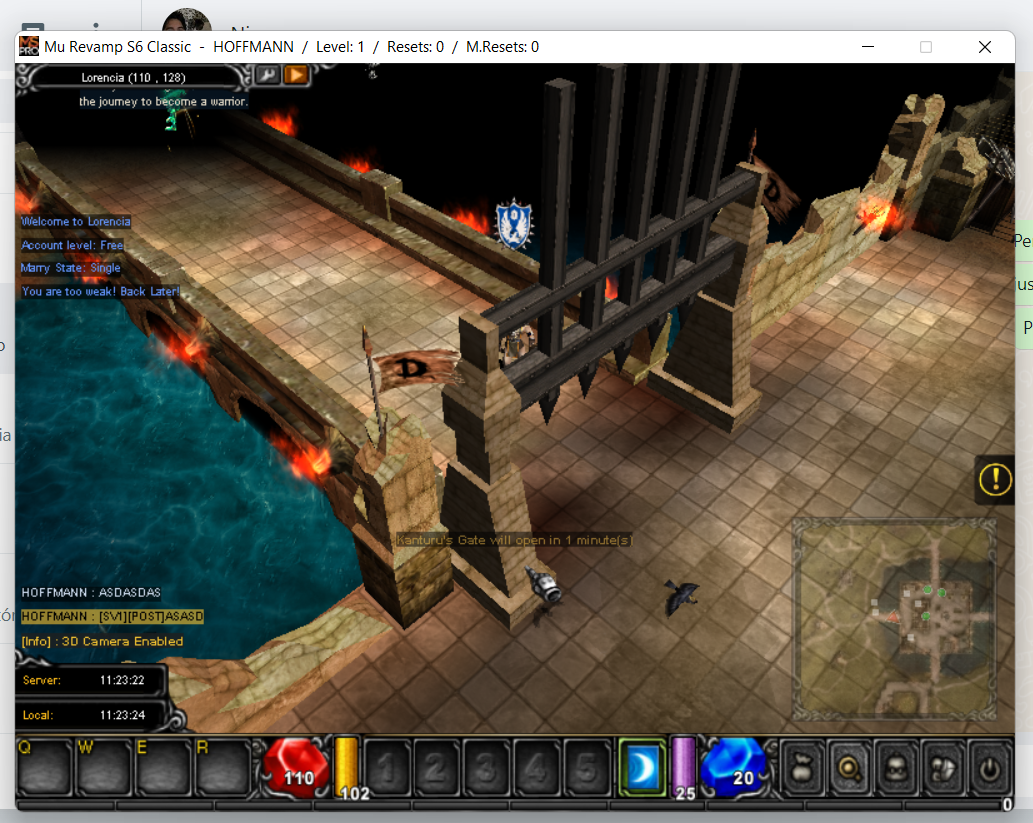 Mu Revamp S6 Classic - HOFFMANN / Level: 1 / Resets: 0 / M.Resets: 0
Lorencia (110 , 128)
the journey to become a warrior.
Welcome to Lorencia
Account level: Free
Marry State: Single
You are too weak! Back Later!
D
Kanturu's Gate will open in 1 minute(s)
HOFFMANN : ASDASDAS
HOFFMANN : [SV1][POST]ASASD
[Info] : 3D Camera Enabled
Server: 11:23:22
Local: 11:23:24
Q W E R
110
102
1 2 3 4 5
25
20
0